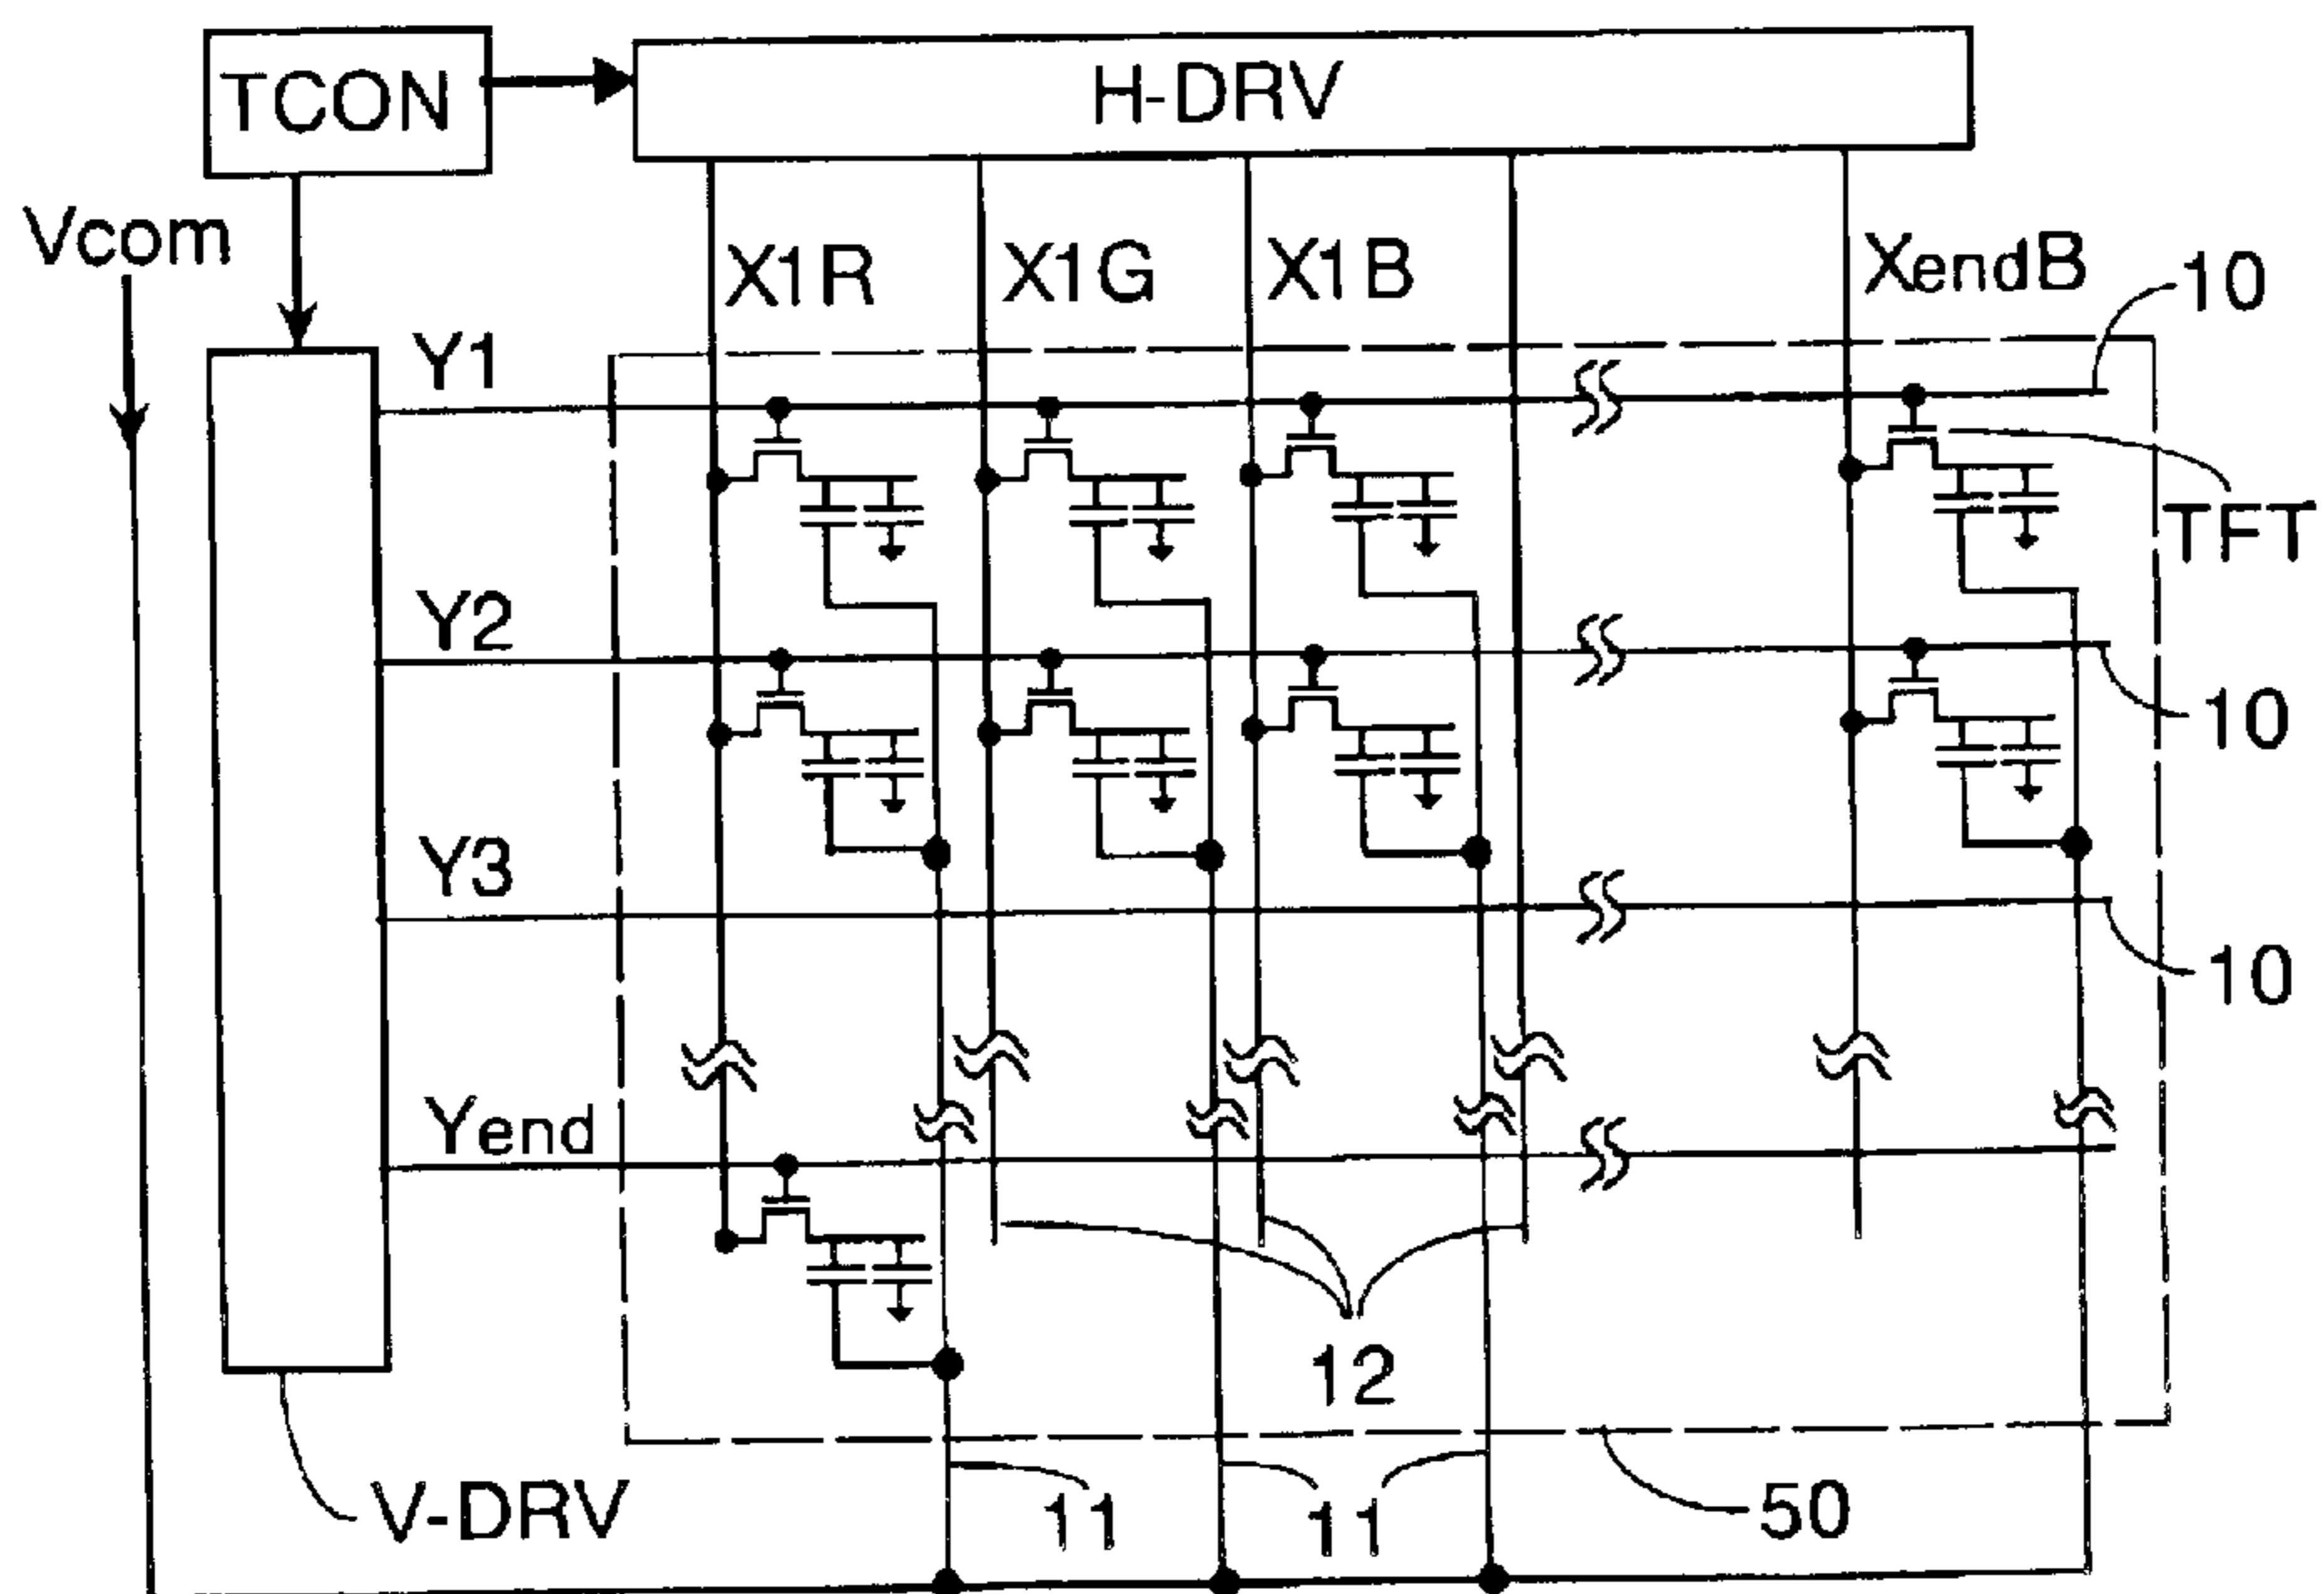 TCON
H-DRV
Vcom
X1R
X1G
X1B
XendB
10
Y1
TFT
Y2
10
Y3
10
Yend
12
V-DRV
11
11
50